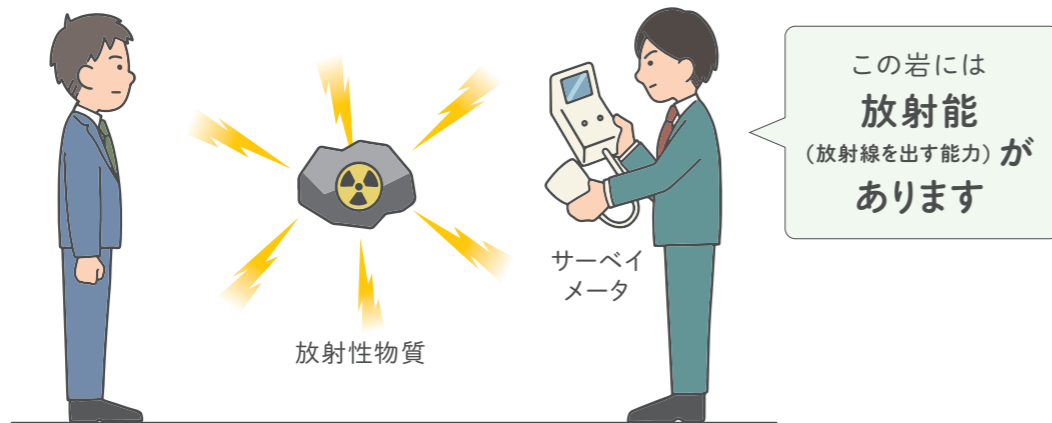 この岩には
放射能
(放射線を出す能力) が
あります
サーベイ
メータ
放射性物質